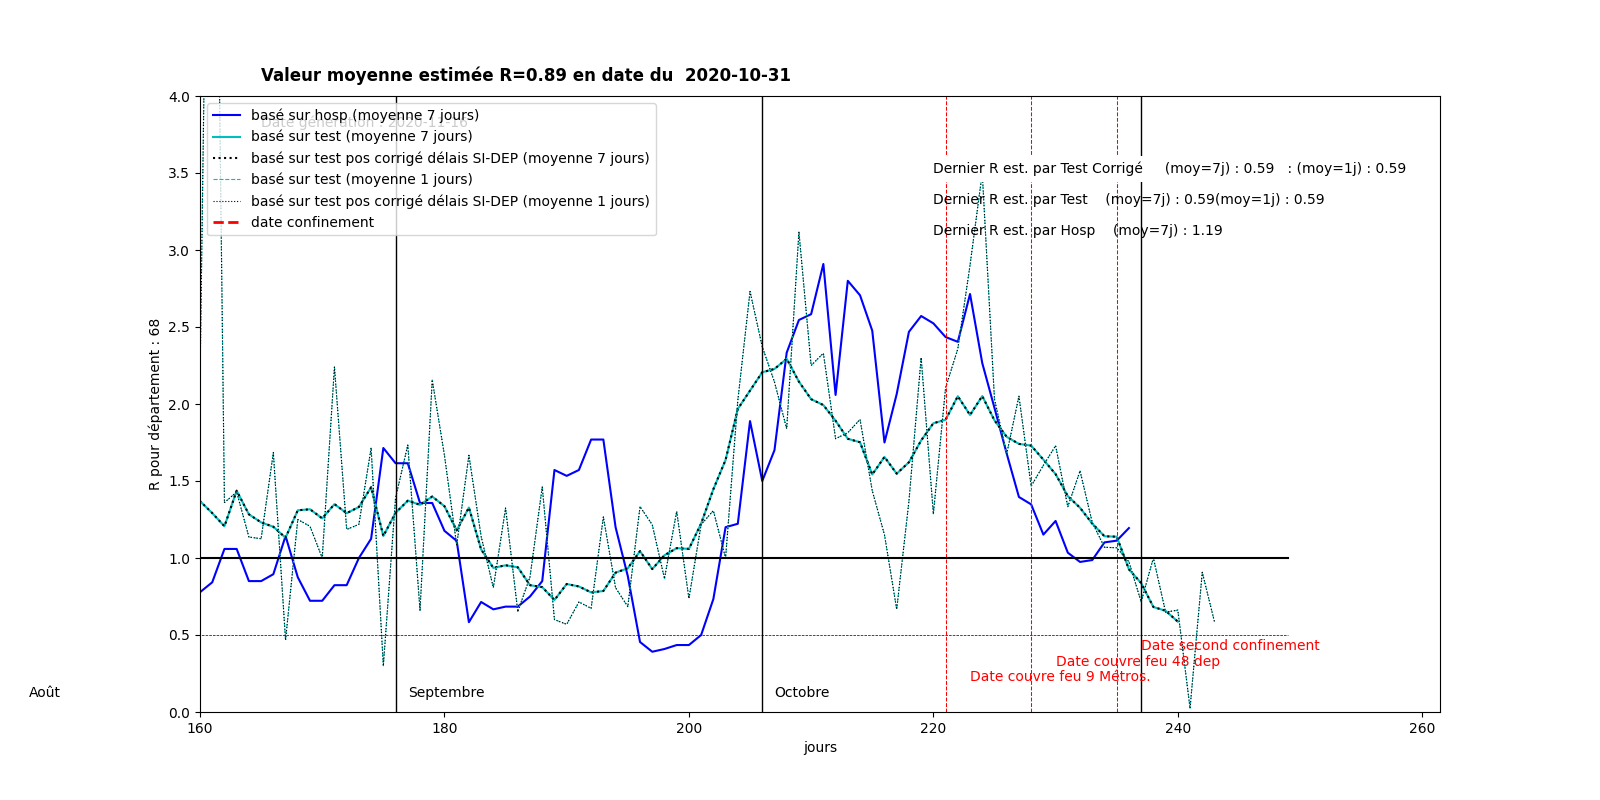 Valeur moyenne estimée R=0.89 en date du  2020-10-31
Date génération : 2020-11-16
basé sur hosp (moyenne 7 jours)
basé sur test (moyenne 7 jours)
basé sur test pos corrigé délais SI-DEP (moyenne 7 jours)
basé sur test (moyenne 1 jours)
basé sur test pos corrigé délais SI-DEP (moyenne 1 jours)
date confinement
Dernier R est. par Test Corrigé     (moy=7j) : 0.59   : (moy=1j) : 0.59
Dernier R est. par Test    (moy=7j) : 0.59(moy=1j) : 0.59
Dernier R est. par Hosp    (moy=7j) : 1.19
4.0
3.5
3.0
2.5
2.0
1.5
1.0
0.5
0.0
R pour département : 68
Date second confinement
Date couvre feu 48 dep
Date couvre feu 9 Métros.
Août
Septembre
Octobre
160
180
200
220
240
260
jours